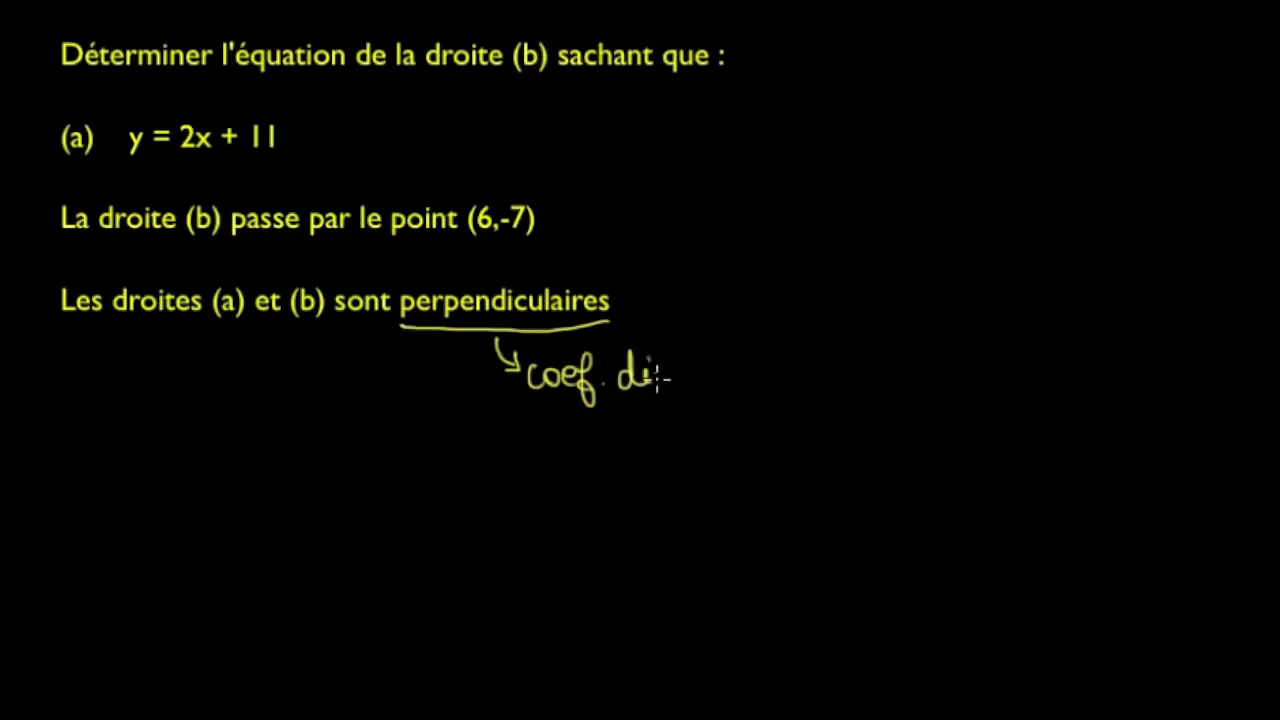 Déterminer l'équation de la droite (b) sachant que :
(a) y = 2x + 11
La droite (b) passe par le point (6,-7)
Les droites (a) et (b) sont perpendiculaires
coef. di